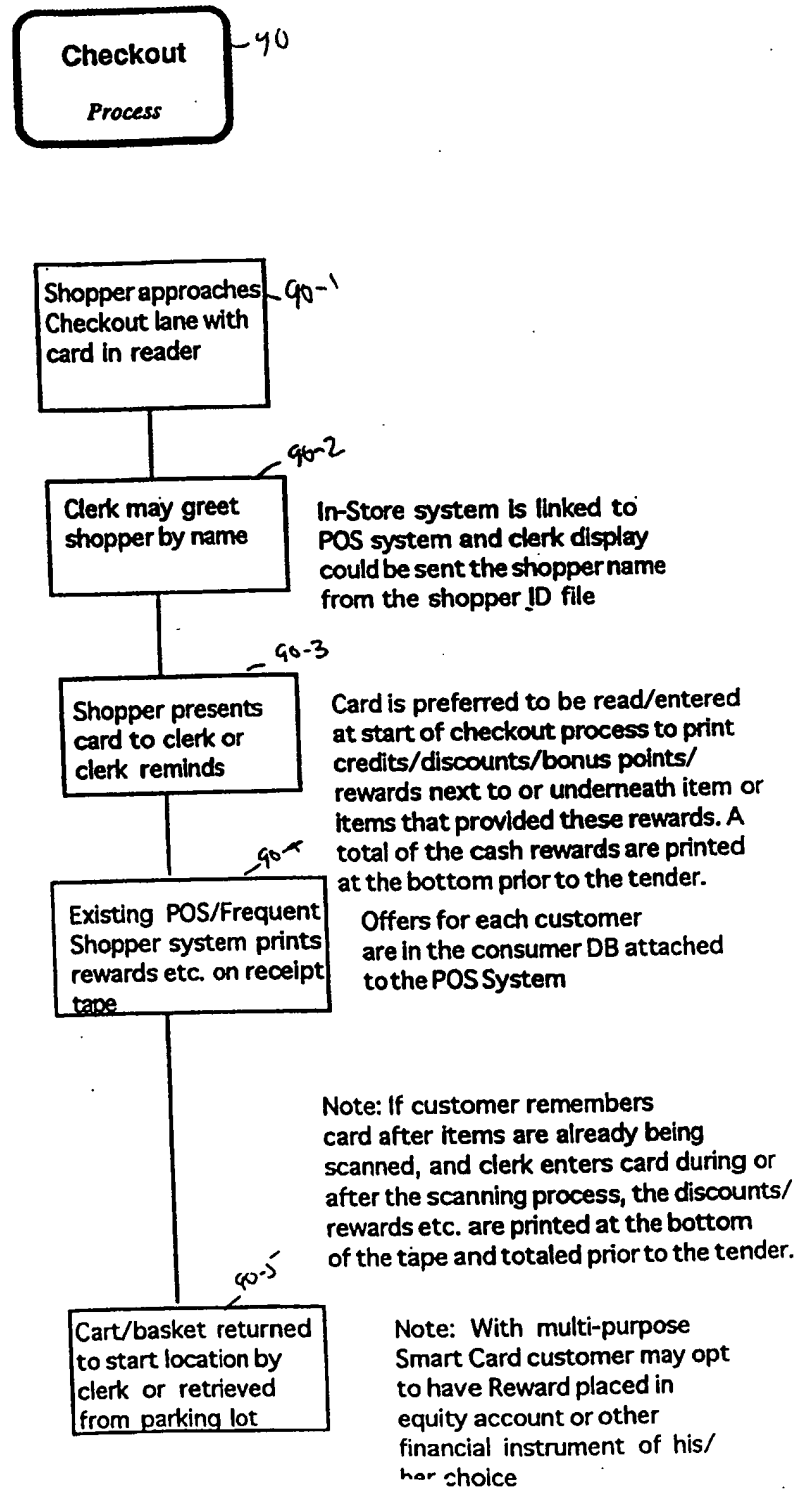 Checkout
90
Process
Shopper approaches
Checkout lane with
card in reader
90-1
90-2
Clerk may greet
shopper by name
In-Store system is linked to
POS system and clerk display
could be sent the shopper name
from the shopper ID file
90-3
Shopper presents
card to clerk or
clerk reminds
Card is preferred to be read/entered
at start of checkout process to print
credits/discounts/bonus points/
rewards next to or underneath item or
items that provided these rewards. A
total of the cash rewards are printed
at the bottom prior to the tender.
90-4
Existing POS/Frequent
Shopper system prints
rewards etc. on receipt
tape
Offers for each customer
are in the consumer DB attached
to the POS System
Note: If customer remembers
card after items are already being
scanned, and clerk enters card during or
after the scanning process, the discounts/
rewards etc. are printed at the bottom
of the tape and totaled prior to the tender.
90-5
Cart/basket returned
to start location by
clerk or retrieved
from parking lot
Note: With multi-purpose
Smart Card customer may opt
to have Reward placed in
equity account or other
financial instrument of his/
her choice